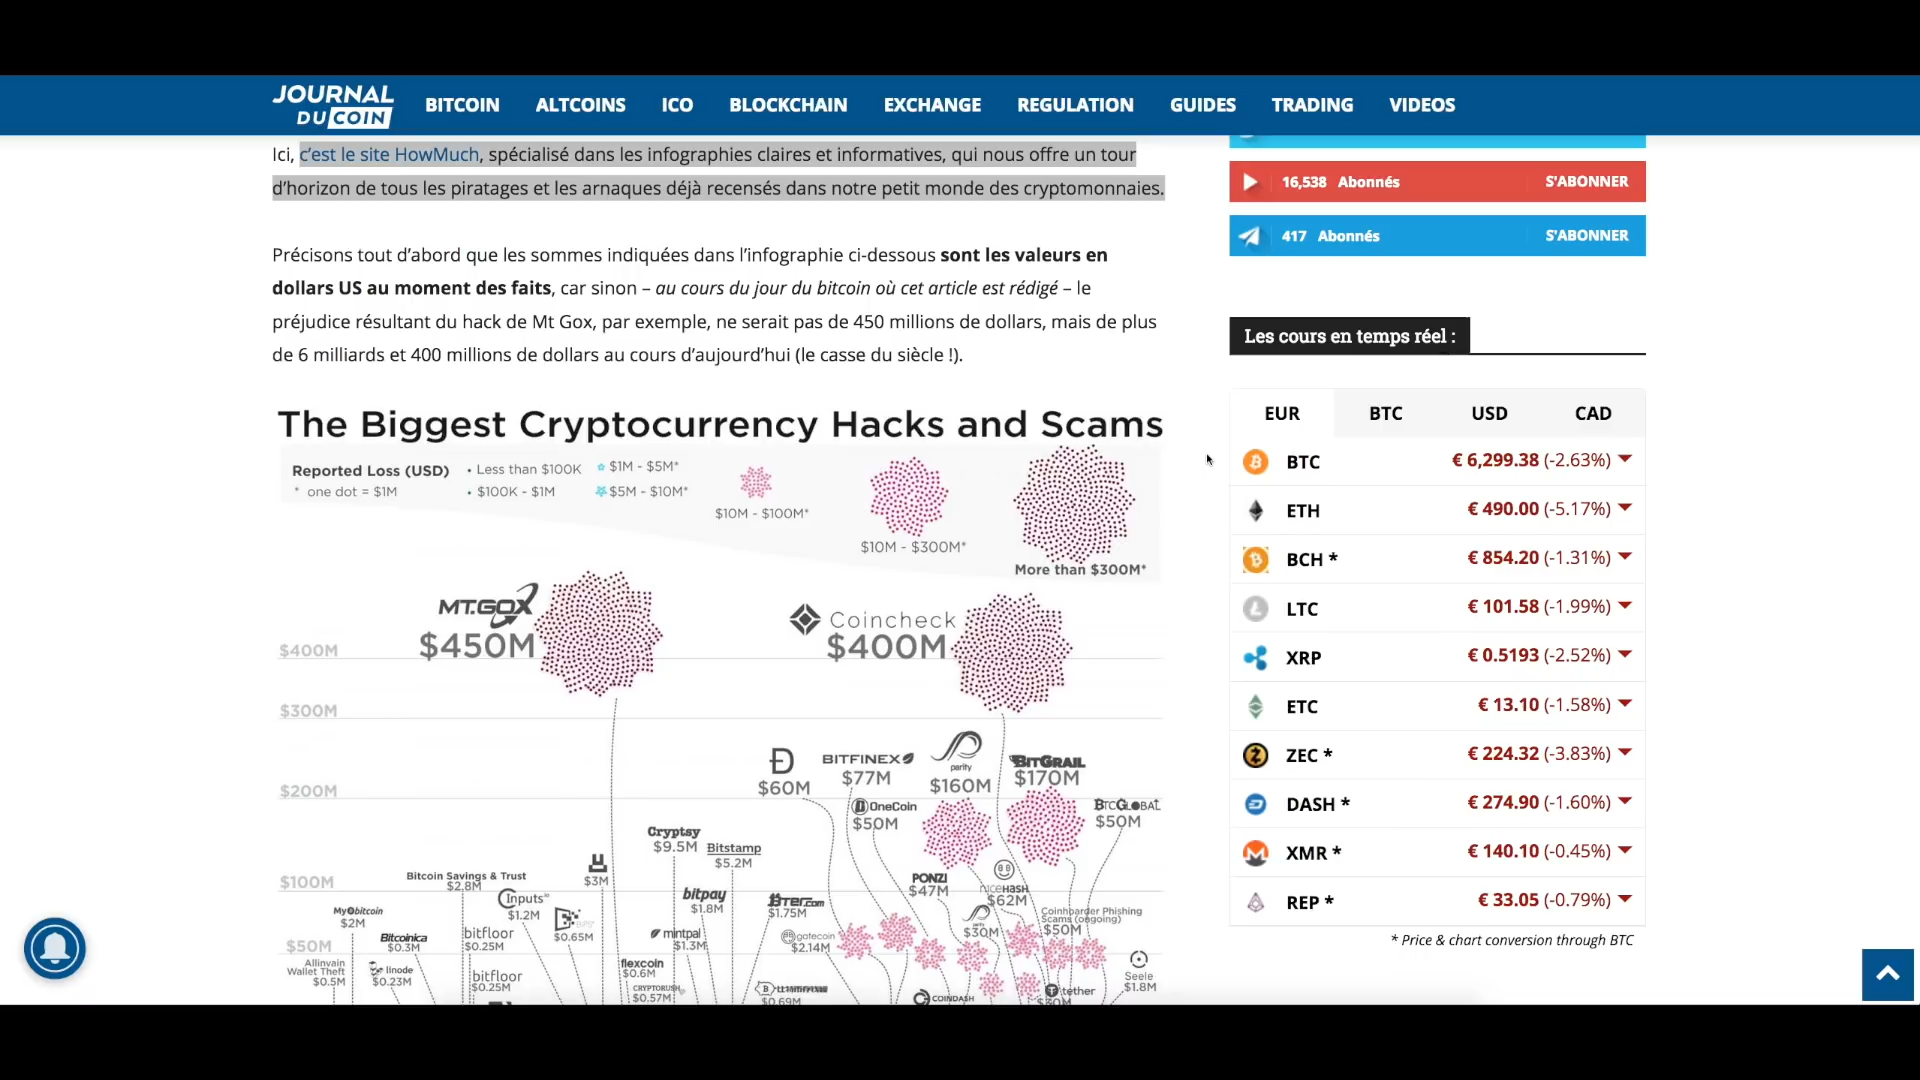 JOURNAL
DU COIN
BITCOIN
ALTCOINS
ICO
BLOCKCHAIN
EXCHANGE
REGULATION
GUIDES
TRADING
VIDEOS
Ici, c’est le site HowMuch, spécialisé dans les infographies claires et informatives, qui nous offre un tour
d’horizon de tous les piratages et les arnaques déjà recensés dans notre petit monde des cryptomonnaies.
Précisons tout d’abord que les sommes indiquées dans l’infographie ci-dessous sont les valeurs en
dollars US au moment des faits, car sinon – au cours du jour du bitcoin où cet article est rédigé – le
préjudice résultant du hack de Mt Gox, par exemple, ne serait pas de 450 millions de dollars, mais de plus
de 6 milliards et 400 millions de dollars au cours d’aujourd’hui (le casse du siècle !).
The Biggest Cryptocurrency Hacks and Scams
Reported Loss (USD)
* one dot = $1M
• Less than $100K
• $100K - $1M
$1M - $5M*
$5M - $10M*
$10M - $100M*
$10M - $300M*
More than $300M*
MT.GOX
$450M
Coincheck
$400M
$400M
$300M
$60M
BITFINEX
$77M
parity
$160M
BITGRAIL
$170M
$200M
OneCoin
$50M
BTCGLOBAL
$50M
Cryptsy
$9.5M
Bitstamp
$5.2M
$3M
Bitcoin Savings & Trust
$2.8M
$100M
Inputs
$1.2M
bitpay
$1.8M
BTER.com
$1.75M
PONZI
$47M
niceHASH
$62M
MyBitcoin
$2M
$0.65M
Coinhoarder Phishing
Scams (ongoing)
$50M
parity
$30M
Bitcoinica
$0.3M
bitfloor
$0.25M
mintpal
$1.3M
gatecoin
$2.14M
$50M
Allinvain
Wallet Theft
$0.5M
linode
$0.23M
bitfloor
$0.25M
flexcoin
$0.6M
CRYPTORUSH
$0.57M
$0.69M
COINDASH
tether
$30M
Seele
$1.8M
16,538 Abonnés
S'ABONNER
417 Abonnés
S'ABONNER
Les cours en temps réel :
EUR
BTC
USD
CAD
BTC € 6,299.38 (-2.63%)
ETH € 490.00 (-5.17%)
BCH * € 854.20 (-1.31%)
LTC € 101.58 (-1.99%)
XRP € 0.5193 (-2.52%)
ETC € 13.10 (-1.58%)
ZEC * € 224.32 (-3.83%)
DASH * € 274.90 (-1.60%)
XMR * € 140.10 (-0.45%)
REP * € 33.05 (-0.79%)
* Price & chart conversion through BTC